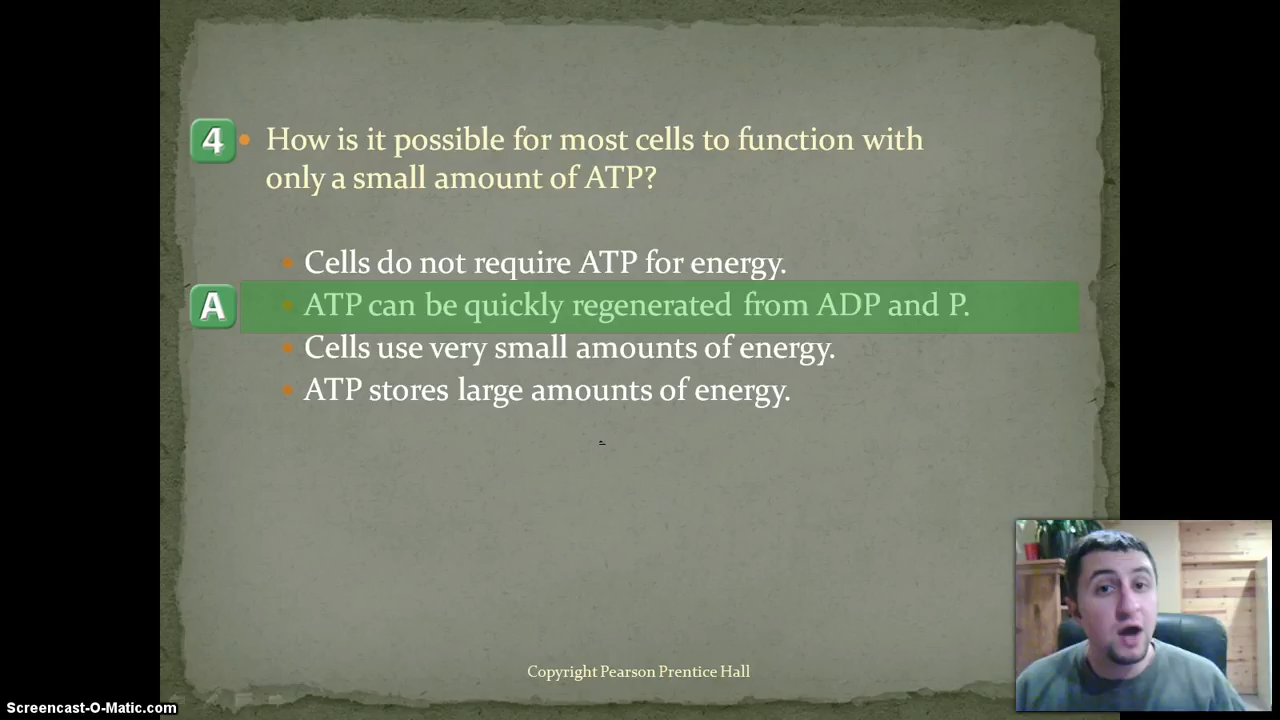 4
How is it possible for most cells to function with
only a small amount of ATP?
Cells do not require ATP for energy.
A
ATP can be quickly regenerated from ADP and P.
Cells use very small amounts of energy.
ATP stores large amounts of energy.
Copyright Pearson Prentice Hall
Screencast-O-Matic.com